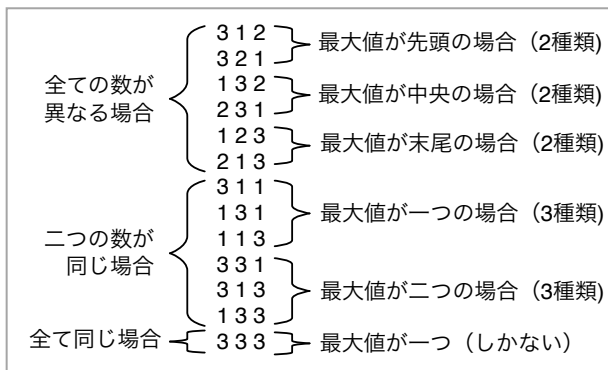 3 1 2
3 2 1
最大値が先頭の場合(2種類)
全ての数が
異なる場合
1 3 2
2 3 1
最大値が中央の場合(2種類)
1 2 3
2 1 3
最大値が末尾の場合(2種類)
3 1 1
1 3 1
1 1 3
最大値が一つの場合(3種類)
二つの数が
同じ場合
3 3 1
3 1 3
1 3 3
最大値が二つの場合(3種類)
全て同じ場合
3 3 3
最大値が一つ(しかない)